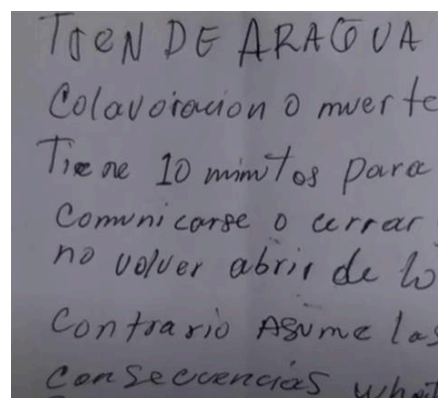 TREN DE ARAGUA
Colavoracion o muerte
Tiene 10 minutos para
comunicarse o cerrar
no volver abrir de lo
contrario Asume las
consecuencias what